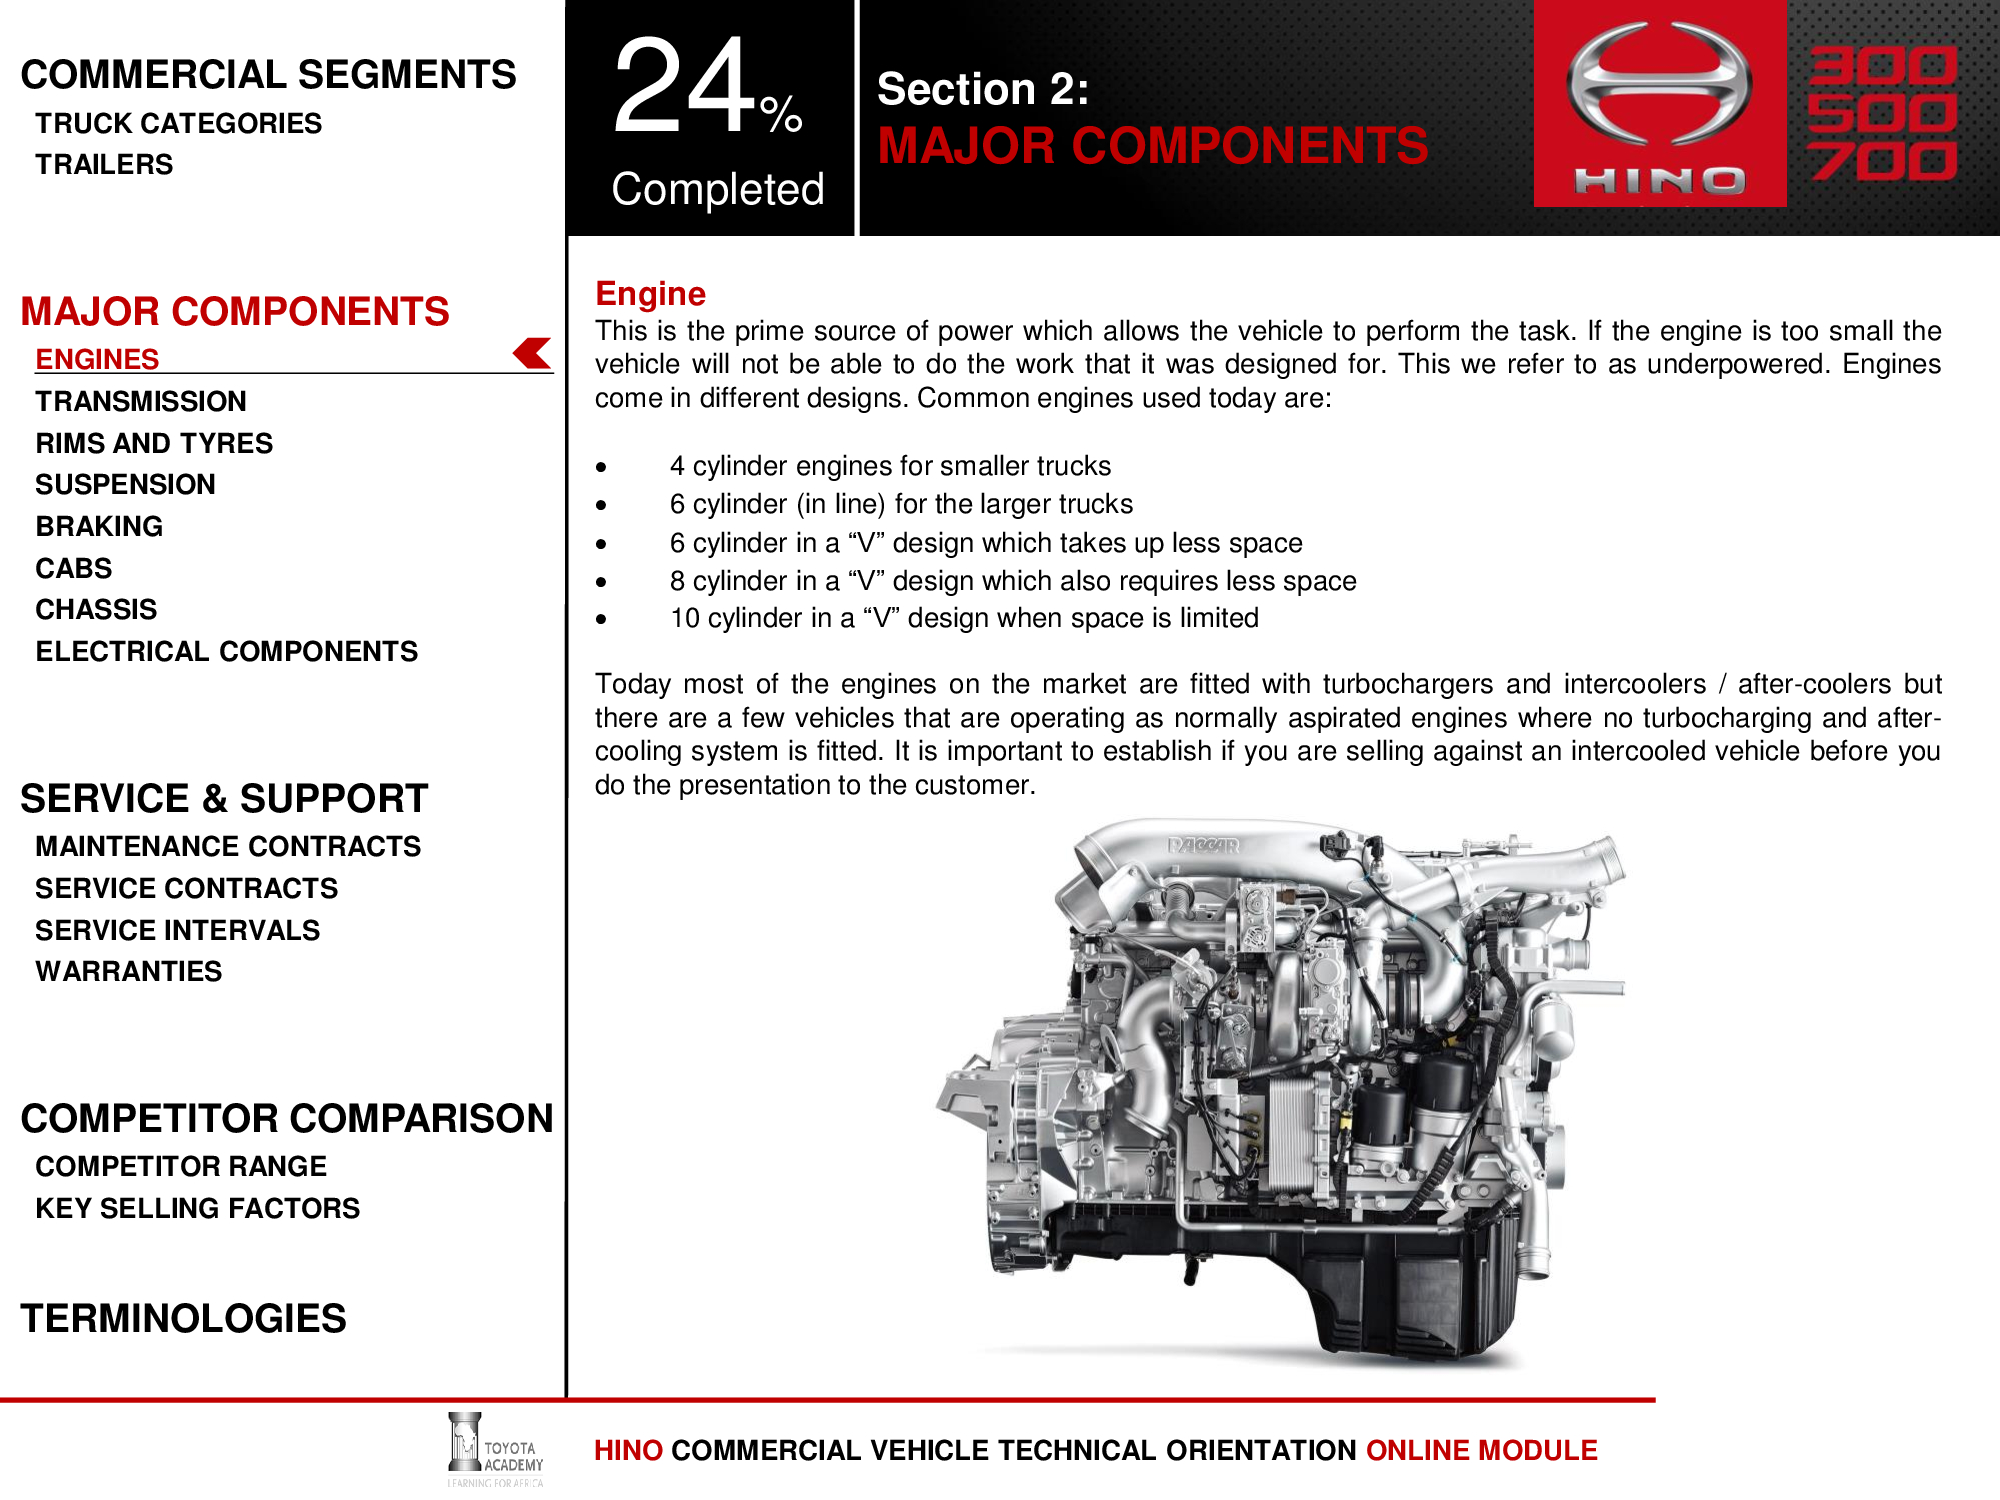 COMMERCIAL SEGMENTS
TRUCK CATEGORIES
TRAILERS
MAJOR COMPONENTS
ENGINES
TRANSMISSION
RIMS AND TYRES
SUSPENSION
BRAKING
CABS
CHASSIS
ELECTRICAL COMPONENTS
SERVICE & SUPPORT
MAINTENANCE CONTRACTS
SERVICE CONTRACTS
SERVICE INTERVALS
WARRANTIES
COMPETITOR COMPARISON
COMPETITOR RANGE
KEY SELLING FACTORS
TERMINOLOGIES
24%
Completed
Section 2:
MAJOR COMPONENTS
HINO
300
500
700
Engine
This is the prime source of power which allows the vehicle to perform the task. If the engine is too small the
vehicle will not be able to do the work that it was designed for. This we refer to as underpowered. Engines
come in different designs. Common engines used today are:
• 4 cylinder engines for smaller trucks
• 6 cylinder (in line) for the larger trucks
• 6 cylinder in a “V” design which takes up less space
• 8 cylinder in a “V” design which also requires less space
• 10 cylinder in a “V” design when space is limited
Today most of the engines on the market are fitted with turbochargers and intercoolers / after-coolers but
there are a few vehicles that are operating as normally aspirated engines where no turbocharging and after-
cooling system is fitted. It is important to establish if you are selling against an intercooled vehicle before you
do the presentation to the customer.
PACCAR
TOYOTA
ACADEMY
LEARNING FOR AFRICA
HINO COMMERCIAL VEHICLE TECHNICAL ORIENTATION ONLINE MODULE